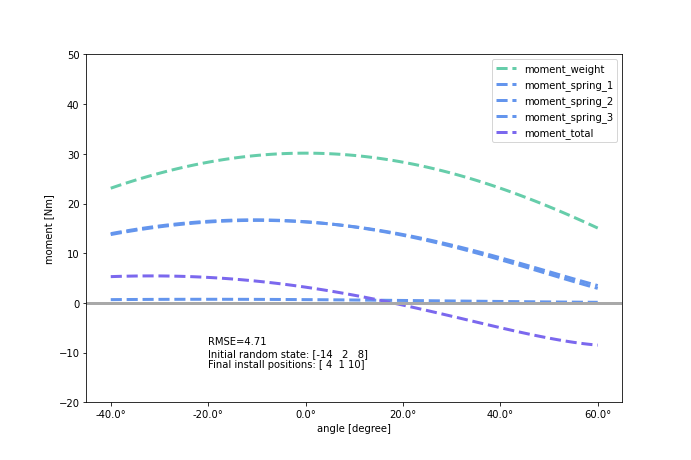 50
40
30
20
10
0
−10
−20
moment [Nm]
moment_weight
moment_spring_1
moment_spring_2
moment_spring_3
moment_total
RMSE=4.71
Initial random state: [-14   2   8]
Final install positions: [ 4  1 10]
-40.0° -20.0° 0.0° 20.0° 40.0° 60.0°
angle [degree]